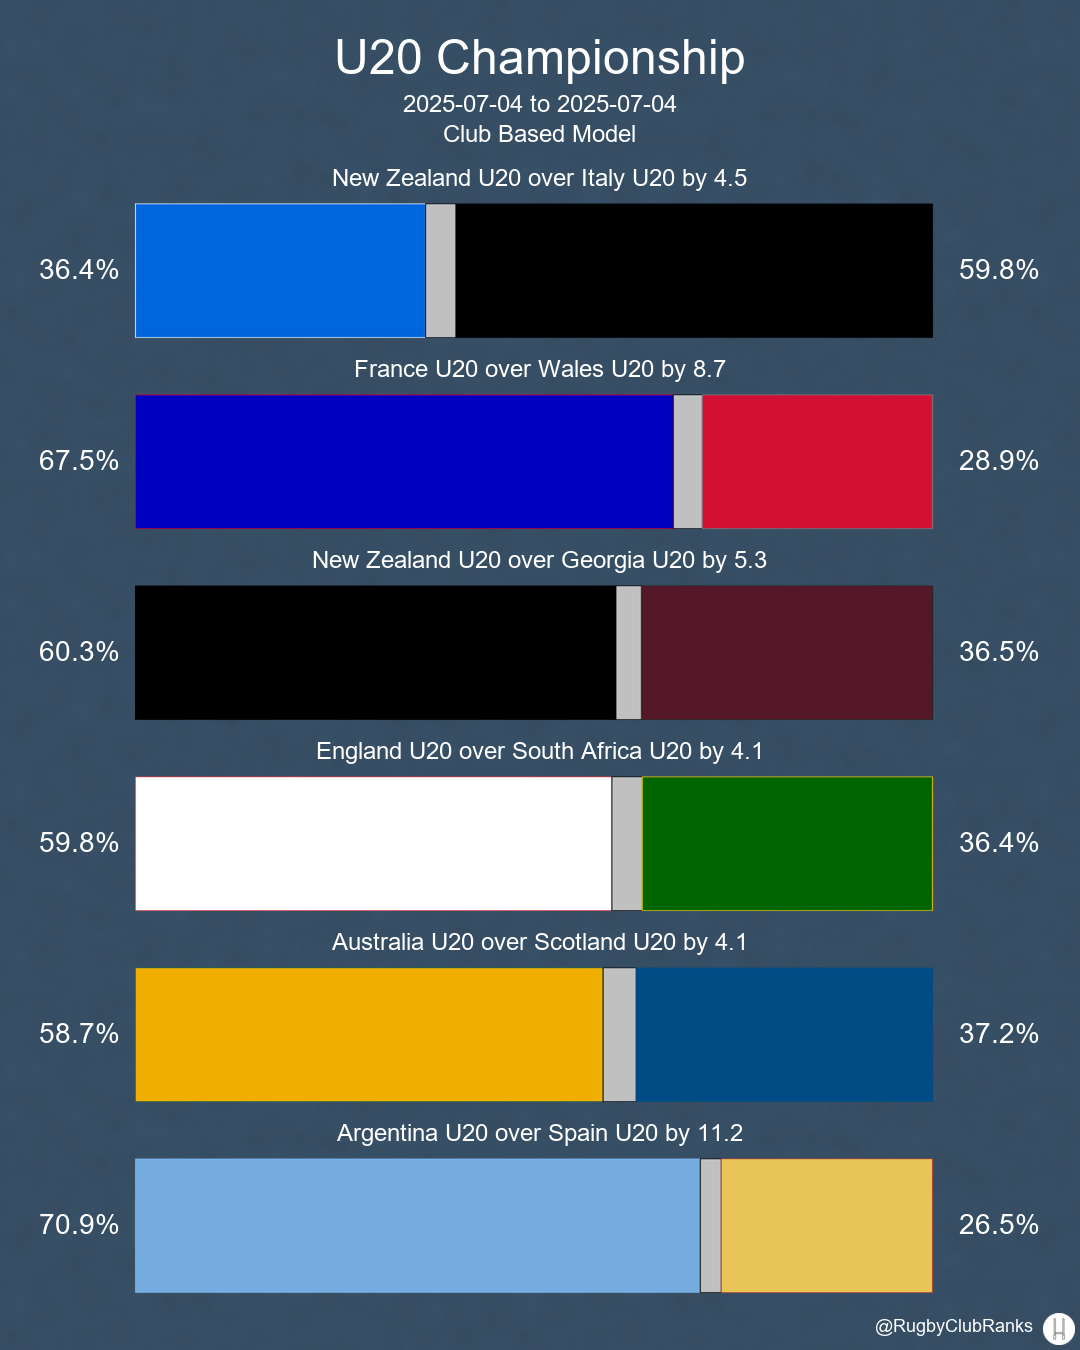 U20 Championship
2025-07-04 to 2025-07-04
Club Based Model
New Zealand U20 over Italy U20 by 4.5
36.4%
59.8%
France U20 over Wales U20 by 8.7
67.5%
28.9%
New Zealand U20 over Georgia U20 by 5.3
60.3%
36.5%
England U20 over South Africa U20 by 4.1
59.8%
36.4%
Australia U20 over Scotland U20 by 4.1
58.7%
37.2%
Argentina U20 over Spain U20 by 11.2
70.9%
26.5%
@RugbyClubRanks